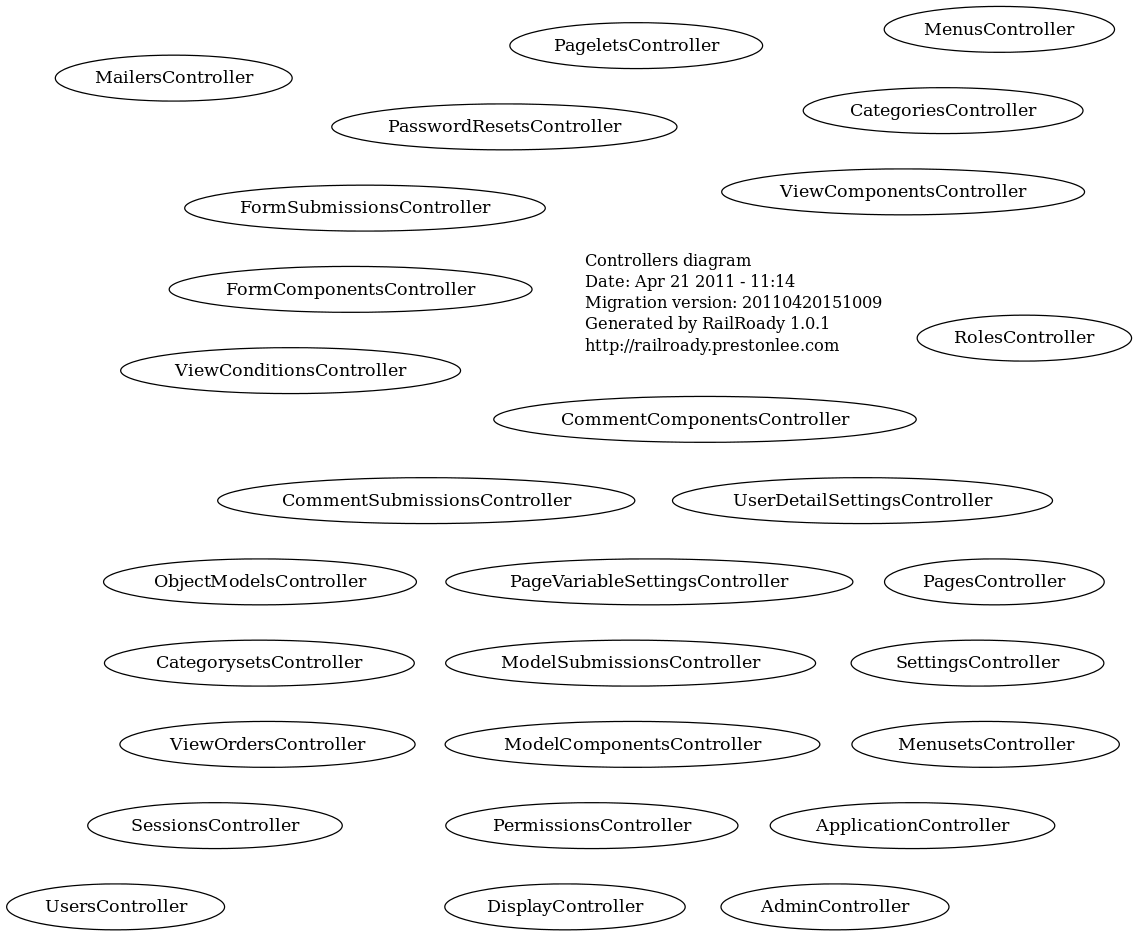 MenusController
PageletsController
MailersController
CategoriesController
PasswordResetsController
ViewComponentsController
FormSubmissionsController
Controllers diagram
Date: Apr 21 2011 - 11:14
Migration version: 20110420151009
Generated by RailRoady 1.0.1
http://railroady.prestonlee.com
FormComponentsController
RolesController
ViewConditionsController
CommentComponentsController
CommentSubmissionsController
UserDetailSettingsController
ObjectModelsController
PageVariableSettingsController
PagesController
CategorysetsController
ModelSubmissionsController
SettingsController
ViewOrdersController
ModelComponentsController
MenusetsController
SessionsController
PermissionsController
ApplicationController
UsersController
DisplayController
AdminController